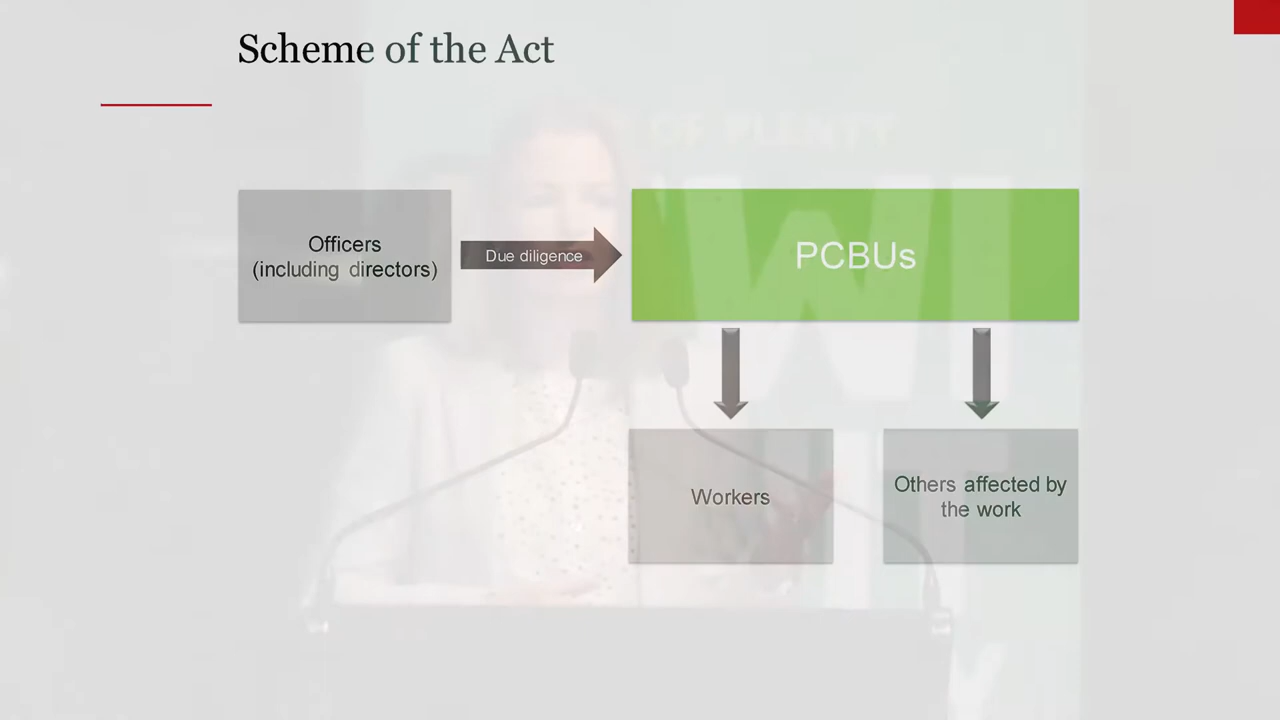 Scheme of the Act
Officers
(including directors)
Due diligence
PCBUs
Workers
Others affected by
the work